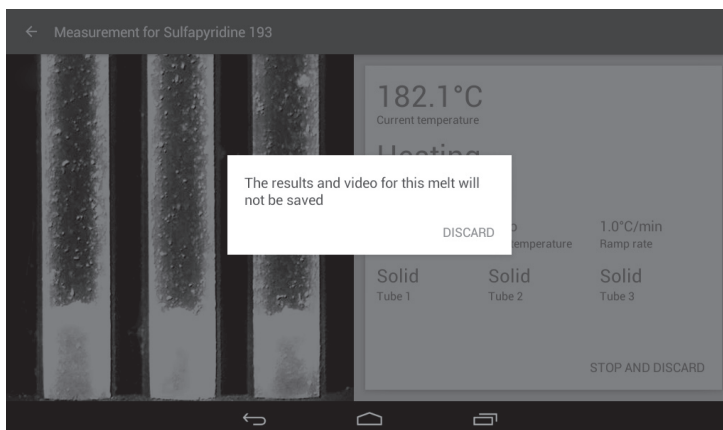 Measurement for Sulfapyridine 193
182.1°C
Current temperature
Heating
The results and video for this melt will
not be saved
DISCARD
1.0°C/min
temperature
Ramp rate
Solid Solid Solid
Tube 1 Tube 2 Tube 3
STOP AND DISCARD